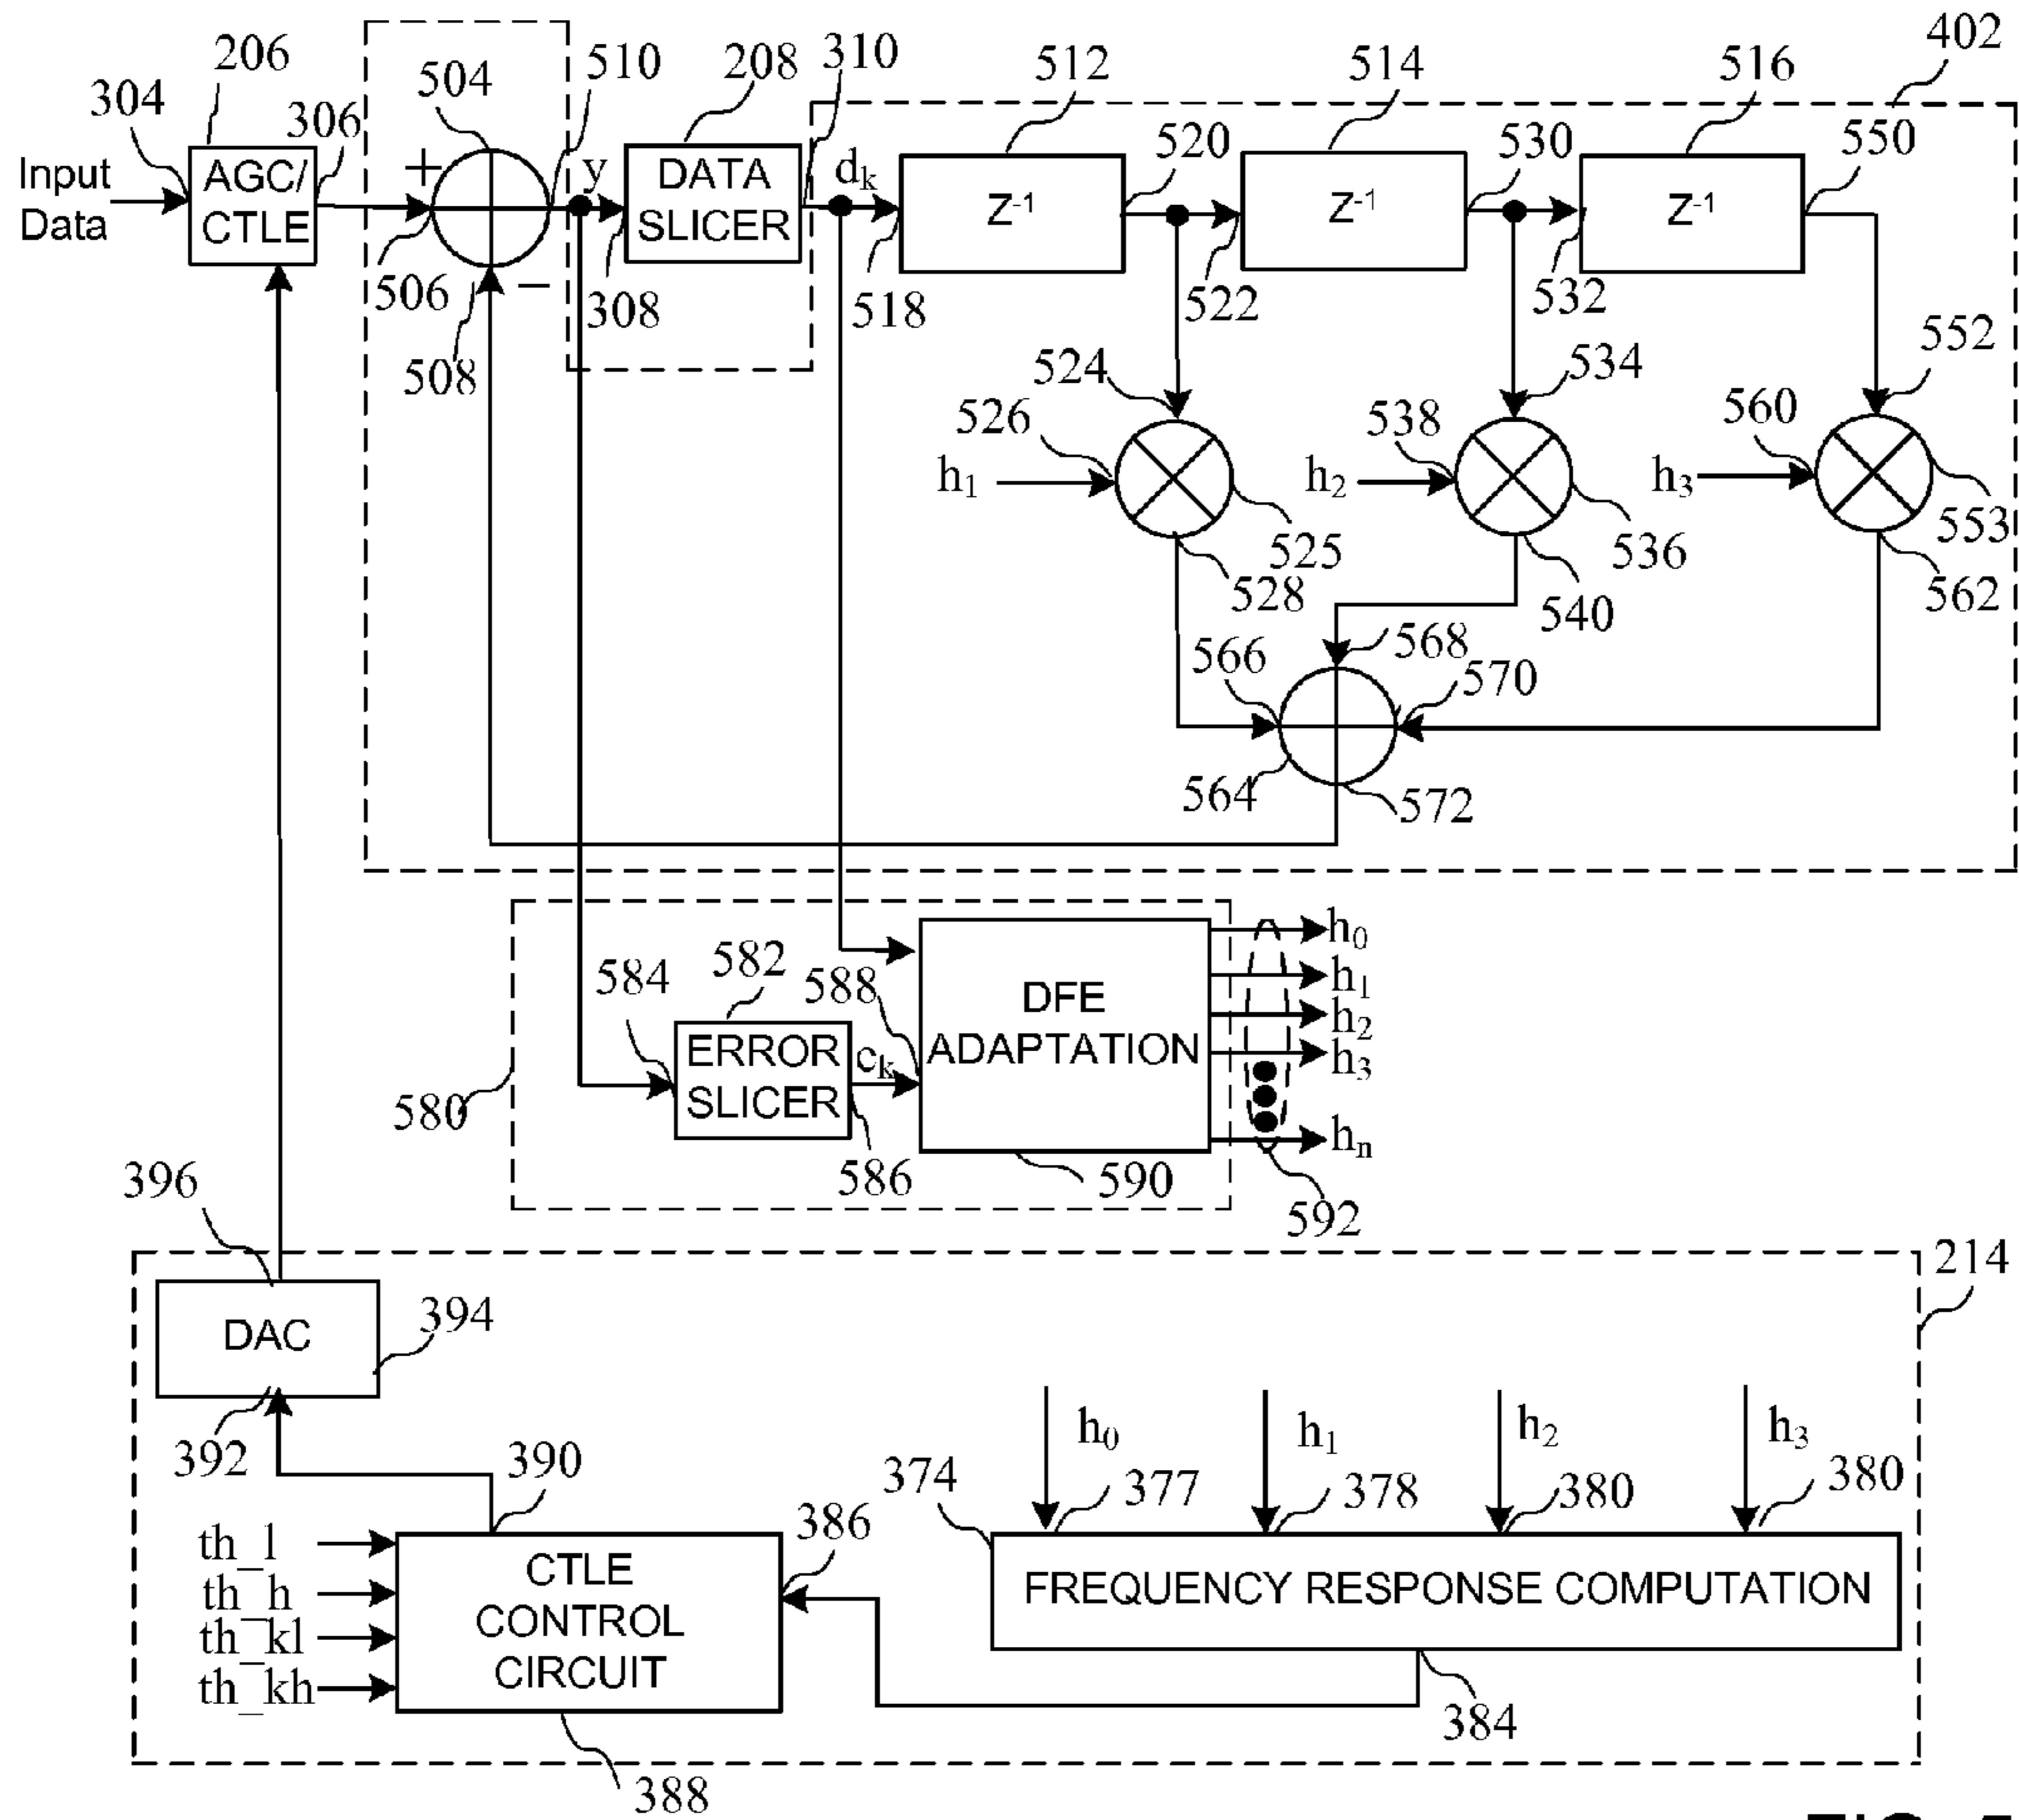 402
206
504
510
208
310
512
514
516
304
306
520
530
550
Input
Data
AGC/
CTLE
+
y
DATA
SLICER
dk
Z-1
Z-1
Z-1
506
508
−
308
518
522
532
524
534
552
526
538
560
h1
h2
h3
525
536
553
528
540
562
566
568
570
564
572
584
582
588
ERROR
SLICER
ck
DFE
ADAPTATION
h0
h1
h2
h3
hn
580
586
590
592
396
214
DAC
394
392
390
h0
h1
h2
h3
374
377
378
380
380
386
th_l
th_h
th_kl
th_kh
CTLE
CONTROL
CIRCUIT
FREQUENCY RESPONSE COMPUTATION
384
388